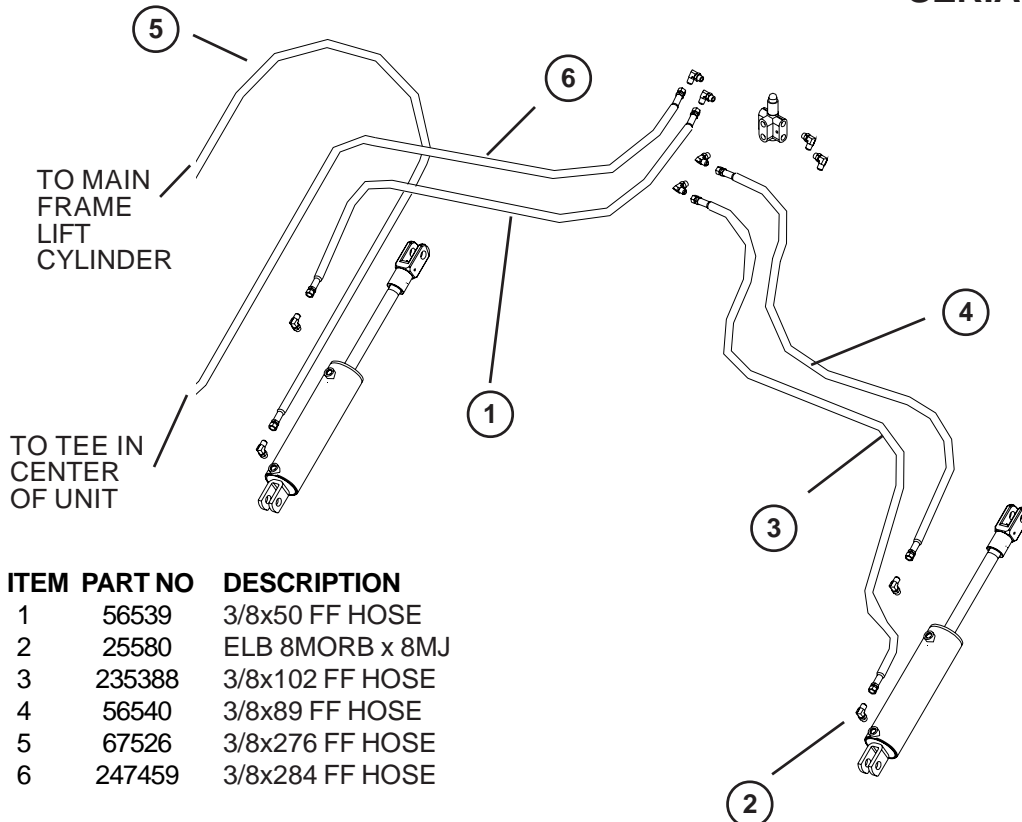 5
6
TO MAIN
FRAME
LIFT
CYLINDER
4
1
TO TEE IN
CENTER
OF UNIT
3
ITEM PART NO DESCRIPTION
1 56539 3/8x50 FF HOSE
2 25580 ELB 8MORB x 8MJ
3 235388 3/8x102 FF HOSE
4 56540 3/8x89 FF HOSE
5 67526 3/8x276 FF HOSE
6 247459 3/8x284 FF HOSE
2